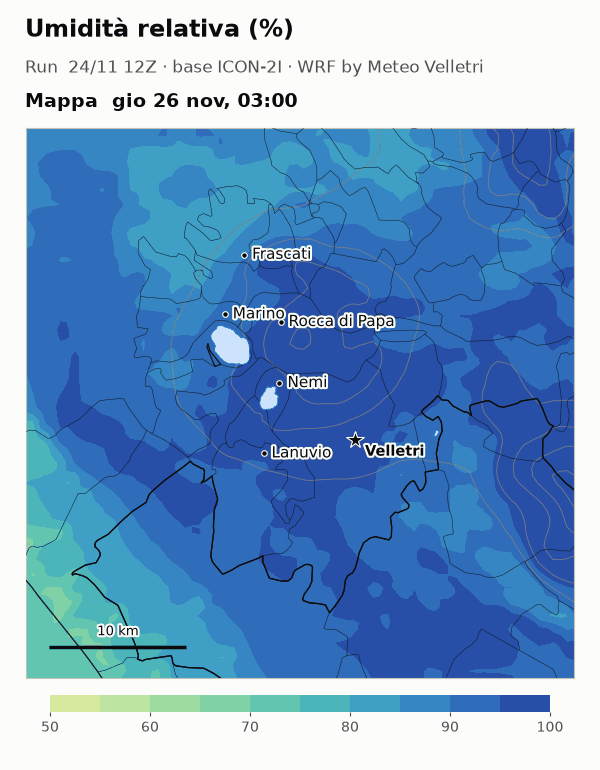 Umidità relativa (%)
Run  24/11 12Z · base ICON-2I · WRF by Meteo Velletri
Mappa  gio 26 nov, 03:00
Frascati
Marino
Rocca di Papa
Nemi
Velletri
Lanuvio
10 km
50 60 70 80 90 100